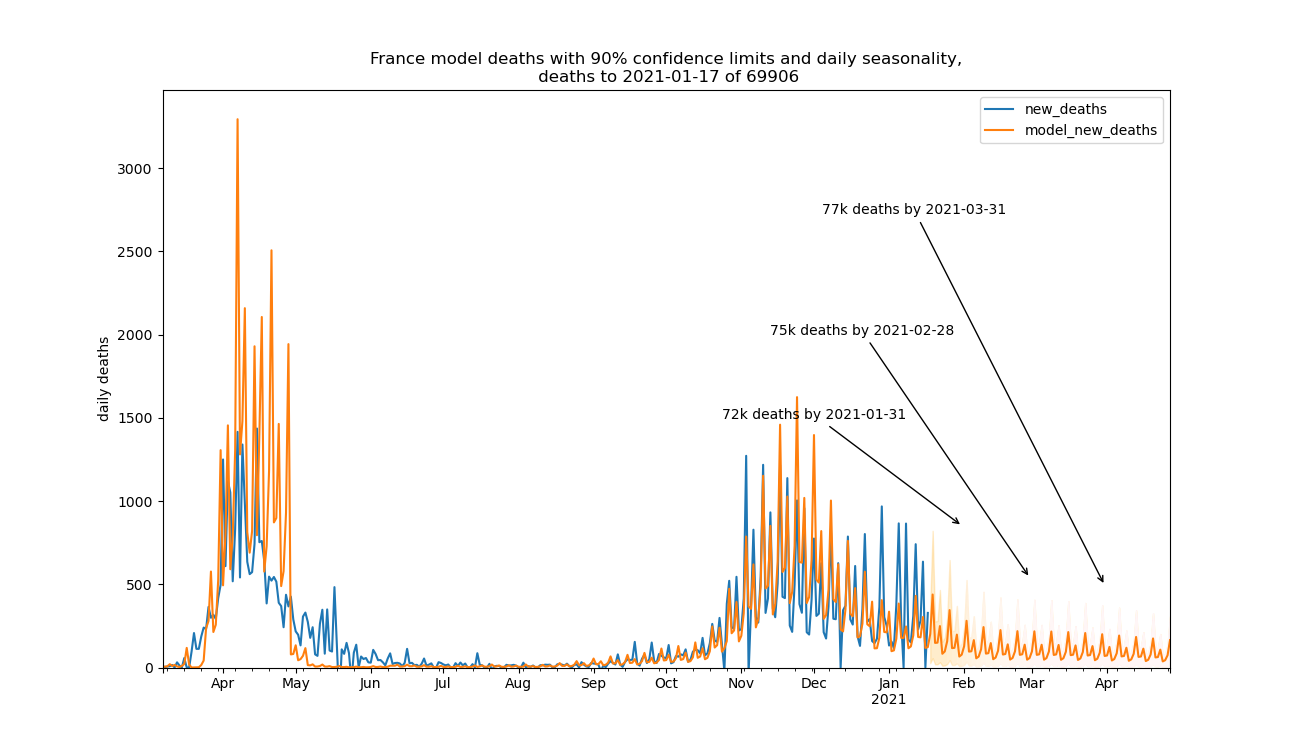 France model deaths with 90% confidence limits and daily seasonality,
deaths to 2021-01-17 of 69906
new_deaths
model_new_deaths
daily deaths
3000
2500
2000
1500
1000
500
0
77k deaths by 2021-03-31
75k deaths by 2021-02-28
72k deaths by 2021-01-31
Apr May Jun Jul Aug Sep Oct Nov Dec Jan Feb Mar Apr
2021